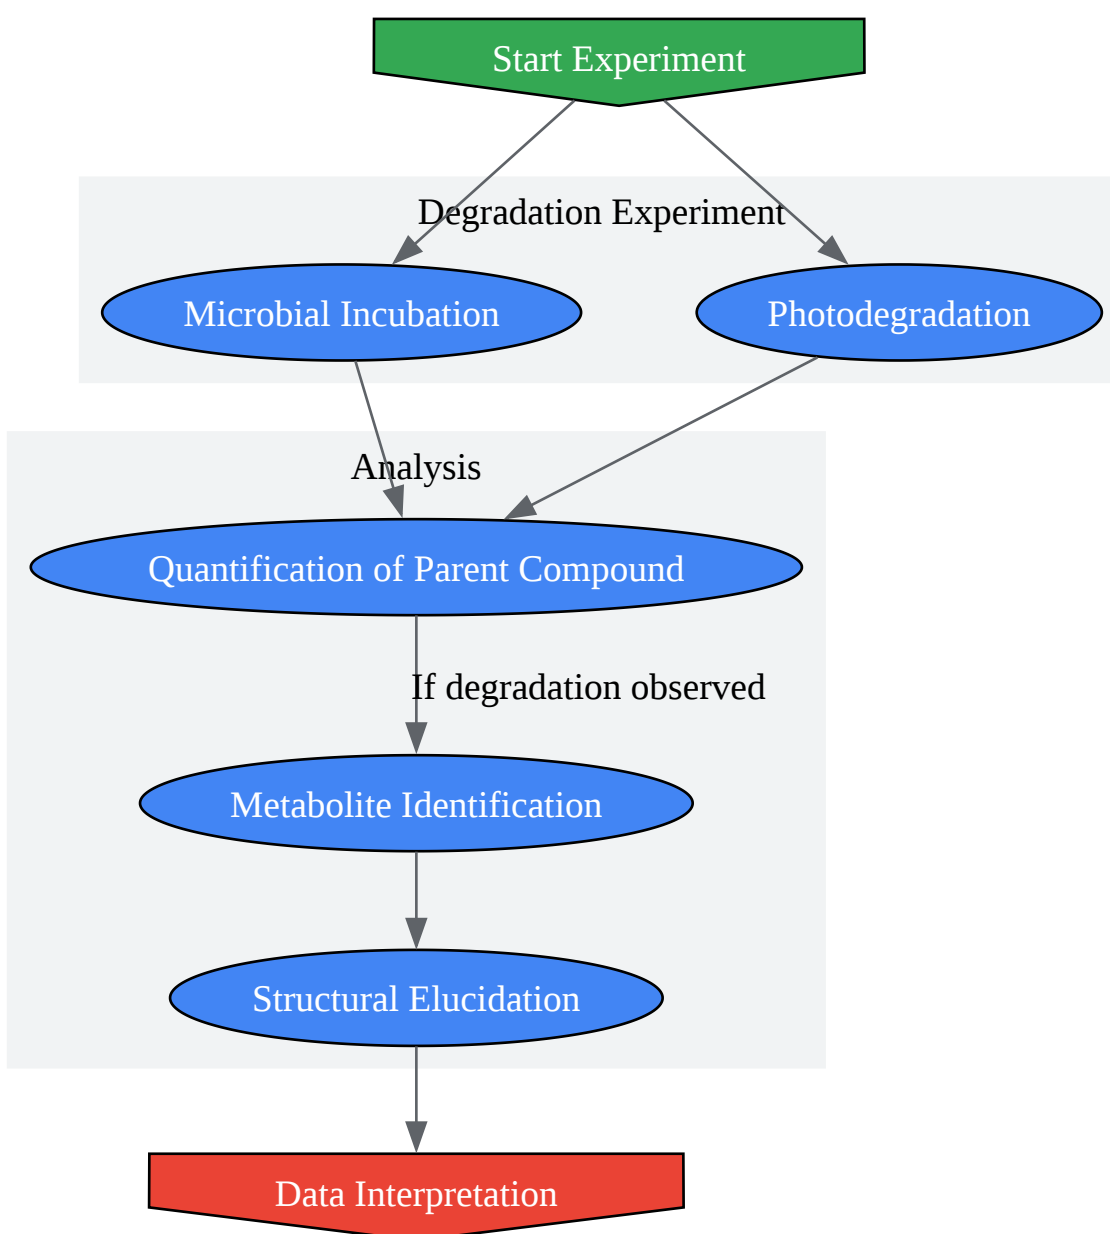 Start Experiment
Degradation Experiment
Microbial Incubation
Photodegradation
Analysis
Quantification of Parent Compound
If degradation observed
Metabolite Identification
Structural Elucidation
Data Interpretation